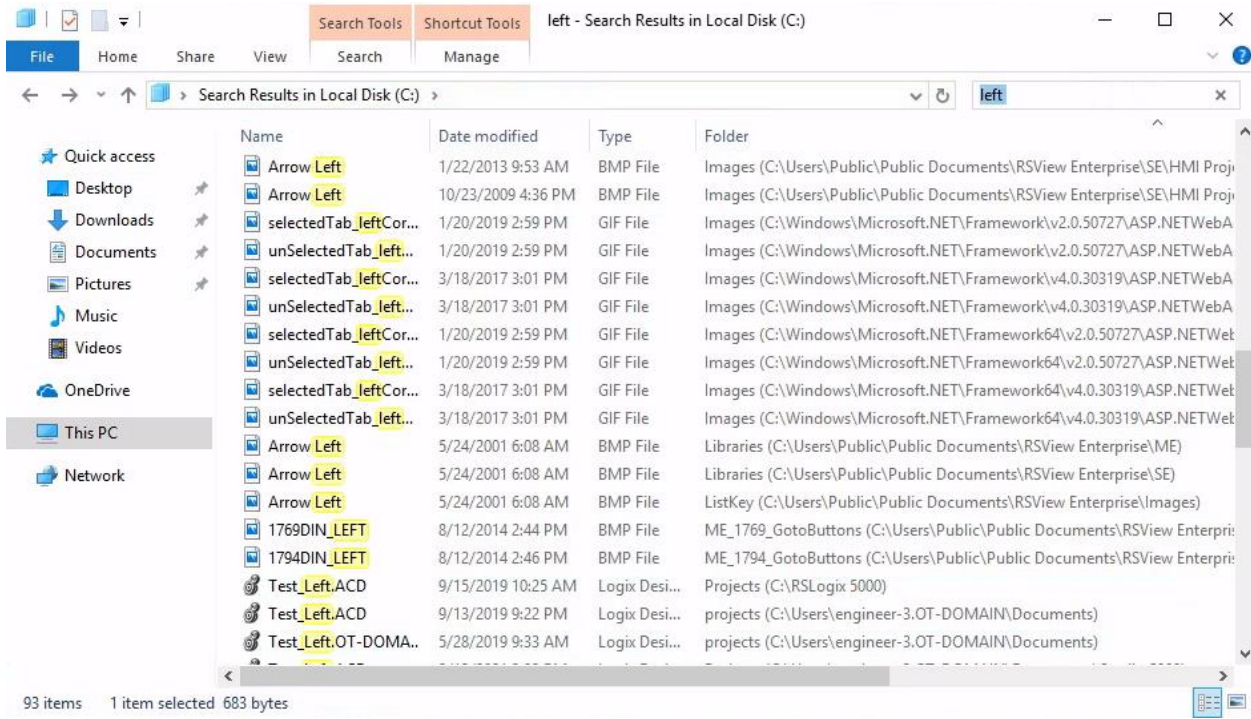 Search Tools Shortcut Tools left - Search Results in Local Disk (C:)
File Home Share View Search Manage
Search Results in Local Disk (C:) left
Name Date modified Type Folder
Quick access
Desktop
Downloads
Documents
Pictures
Music
Videos
OneDrive
This PC
Network
Arrow Left 1/22/2013 9:53 AM BMP File Images (C:\Users\Public\Public Documents\RSView Enterprise\SE\HMI Proj
Arrow Left 10/23/2009 4:36 PM BMP File Images (C:\Users\Public\Public Documents\RSView Enterprise\SE\HMI Proj
selectedTab_leftCor... 1/20/2019 2:59 PM GIF File Images (C:\Windows\Microsoft.NET\Framework\v2.0.50727\ASP.NETWebA
unSelectedTab_left... 1/20/2019 2:59 PM GIF File Images (C:\Windows\Microsoft.NET\Framework\v2.0.50727\ASP.NETWebA
selectedTab_leftCor... 3/18/2017 3:01 PM GIF File Images (C:\Windows\Microsoft.NET\Framework\v4.0.30319\ASP.NETWebA
unSelectedTab_left... 3/18/2017 3:01 PM GIF File Images (C:\Windows\Microsoft.NET\Framework\v4.0.30319\ASP.NETWebA
selectedTab_leftCor... 1/20/2019 2:59 PM GIF File Images (C:\Windows\Microsoft.NET\Framework64\v2.0.50727\ASP.NETWeb
unSelectedTab_left... 1/20/2019 2:59 PM GIF File Images (C:\Windows\Microsoft.NET\Framework64\v2.0.50727\ASP.NETWeb
selectedTab_leftCor... 3/18/2017 3:01 PM GIF File Images (C:\Windows\Microsoft.NET\Framework64\v4.0.30319\ASP.NETWeb
unSelectedTab_left... 3/18/2017 3:01 PM GIF File Images (C:\Windows\Microsoft.NET\Framework64\v4.0.30319\ASP.NETWeb
Arrow Left 5/24/2001 6:08 AM BMP File Libraries (C:\Users\Public\Public Documents\RSView Enterprise\ME)
Arrow Left 5/24/2001 6:08 AM BMP File Libraries (C:\Users\Public\Public Documents\RSView Enterprise\SE)
Arrow Left 5/24/2001 6:08 AM BMP File ListKey (C:\Users\Public\Public Documents\RSView Enterprise\Images)
1769DIN_LEFT 8/12/2014 2:44 PM BMP File ME_1769_GotoButtons (C:\Users\Public\Public Documents\RSView Enterpri
1794DIN_LEFT 8/12/2014 2:46 PM BMP File ME_1794_GotoButtons (C:\Users\Public\Public Documents\RSView Enterpri
Test_Left.ACD 9/15/2019 10:25 AM Logix Desi... Projects (C:\RSLogix 5000)
Test_Left.ACD 9/13/2019 9:22 PM Logix Desi... projects (C:\Users\engineer-3.OT-DOMAIN\Documents)
Test_Left.OT-DOMA.. 5/28/2019 9:33 AM Logix Desi... projects (C:\Users\engineer-3.OT-DOMAIN\Documents)
93 items 1 item selected 683 bytes